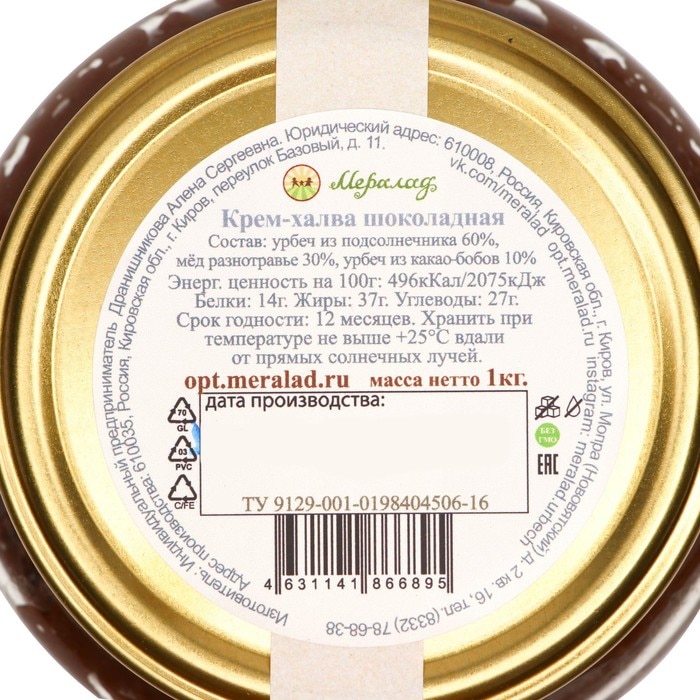 Мералад
Крем-халва шоколадная
Состав: урбеч из подсолнечника 60%,
мёд разнотравье 30%, урбеч из какао-бобов 10%
Энерг. ценность на 100г: 496кКал/2075кДж
Белки: 14г. Жиры: 37г. Углеводы: 27г.
Срок годности: 12 месяцев. Хранить при
температуре не выше +25°С вдали
от прямых солнечных лучей.
opt.meralad.ru масса нетто 1кг.
дата производства:
70
GL
03
PVC
C/FE
БЕЗ
ГМО
EAC
ТУ 9129-001-0198404506-16
4 631141 866895
Изготовитель: Индивидуальный предприниматель Дранишникова Алена Сергеевна. Юридический адрес: 610008, Россия, Кировская обл., г. Киров, ул. Мопра (Нововятский) д- 2 кв. 16, тел. (8332) 78-68-38
Адрес производства: 610035, Россия, Кировская обл., г. Киров, переулок Базовый, д. 11.
vk.com/meralad opt.meralad.ru instagram: meralad.urbech